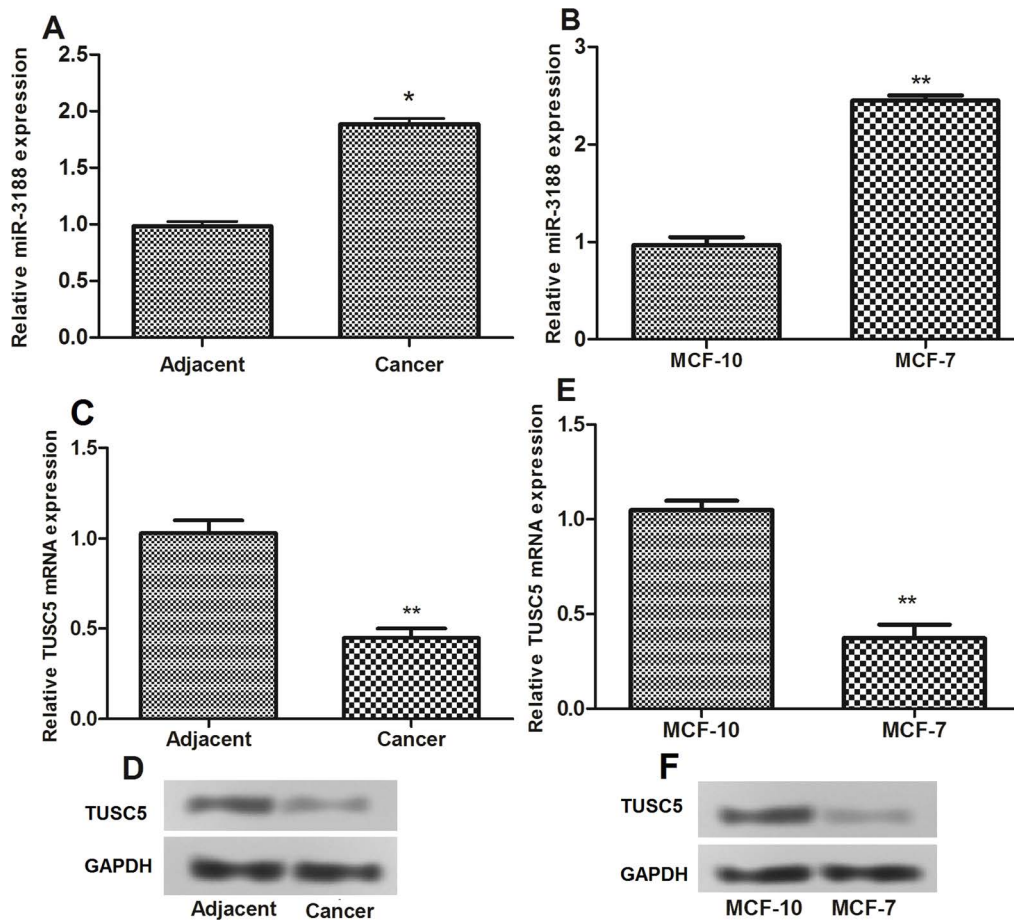 A
Relative miR-3188 expression
2.5
2.0
1.5
1.0
0.5
0.0
*
Adjacent Cancer
B
Relative miR-3188 expression
3
2
1
0
**
MCF-10 MCF-7
C
Relative TUSC5 mRNA expression
1.5
1.0
0.5
0.0
**
Adjacent Cancer
E
Relative TUSC5 mRNA expression
1.5
1.0
0.5
0.0
**
MCF-10 MCF-7
D
TUSC5
GAPDH
Adjacent Cancer
F
TUSC5
GAPDH
MCF-10 MCF-7